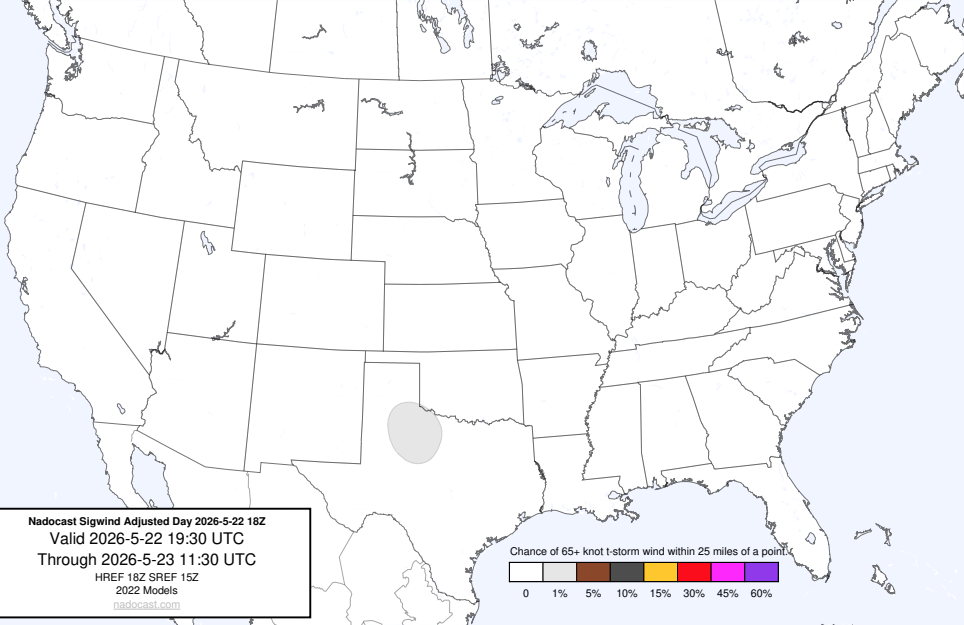 Nadocast Sigwind Adjusted Day 2026-5-22 18Z
Valid 2026-5-22 19:30 UTC
Through 2026-5-23 11:30 UTC
HREF 18Z SREF 15Z
2022 Models
nadocast.com
Chance of 65+ knot t-storm wind within 25 miles of a point.
0 1% 5% 10% 15% 30% 45% 60%